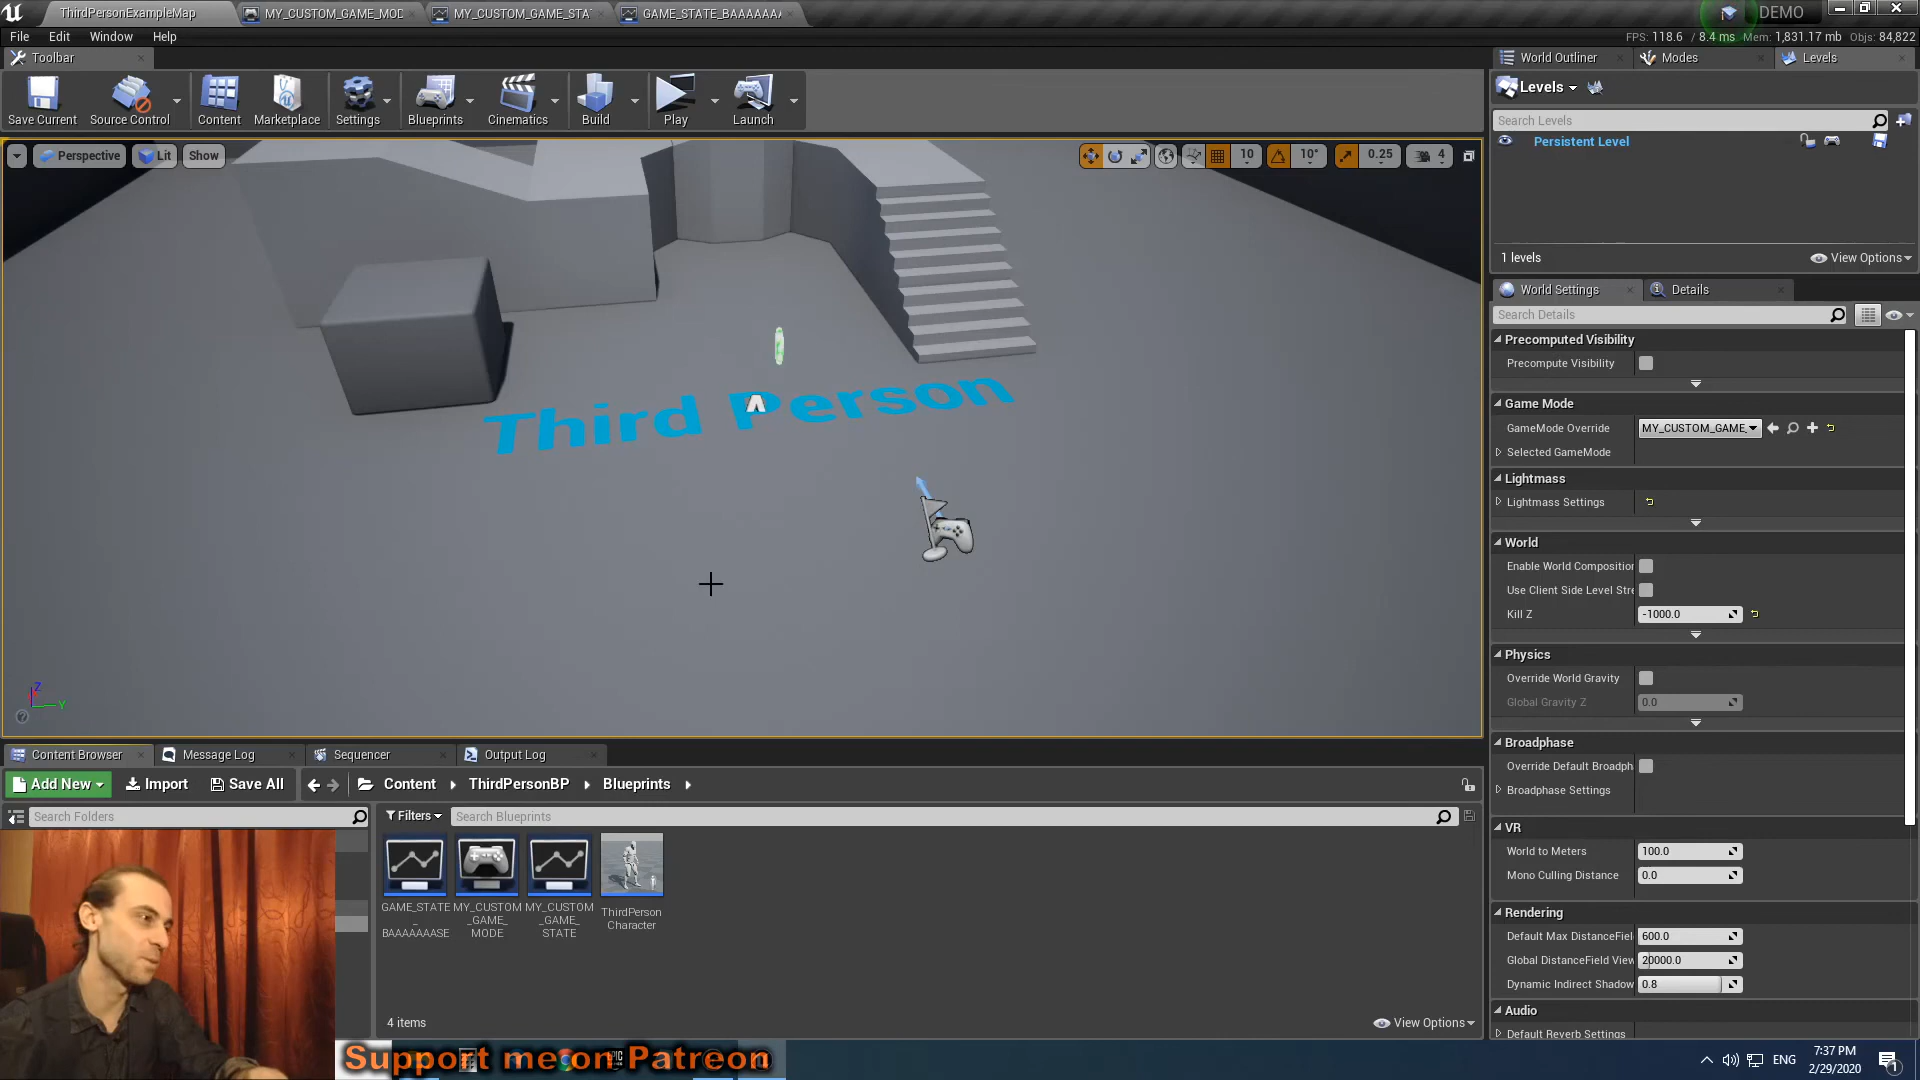 ThirdPersonExampleMap
MY_CUSTOM_GAME_MOD
MY_CUSTOM_GAME_STA
GAME_STATE_BAAAAAA
DEMO
File Edit Window Help
FPS: 118.6 / 8.4 ms Mem: 1,831.17 mb Objs: 84,822
Toolbar
Save Current
Source Control
Content
Marketplace
Settings
Blueprints
Cinematics
Build
Play
Launch
Perspective
Lit
Show
10
10°
0.25
4
Third Person
Z
Y
World Outliner
Modes
Levels
Levels
Search Levels
Persistent Level
1 levels
View Options
World Settings
Details
Search Details
Precomputed Visibility
Precompute Visibility
Game Mode
GameMode Override MY_CUSTOM_GAME_
Selected GameMode
Lightmass
Lightmass Settings
World
Enable World Composition
Use Client Side Level Stre
Kill Z -1000.0
Physics
Override World Gravity
Global Gravity Z 0.0
Broadphase
Override Default Broadph
Broadphase Settings
VR
World to Meters 100.0
Mono Culling Distance 0.0
Rendering
Default Max DistanceFiel 600.0
Global DistanceField View 20000.0
Dynamic Indirect Shadow 0.8
Audio
Default Reverb Settings
Content Browser
Message Log
Sequencer
Output Log
Add New
Import
Save All
Content
ThirdPersonBP
Blueprints
Search Folders
Filters
Search Blueprints
GAME_STATE_
BAAAAAAASE
MY_CUSTOM
_GAME_
MODE
MY_CUSTOM
_GAME_
STATE
ThirdPerson
Character
4 items
View Options
Support me on Patreon
ENG
7:37 PM
2/29/2020
1